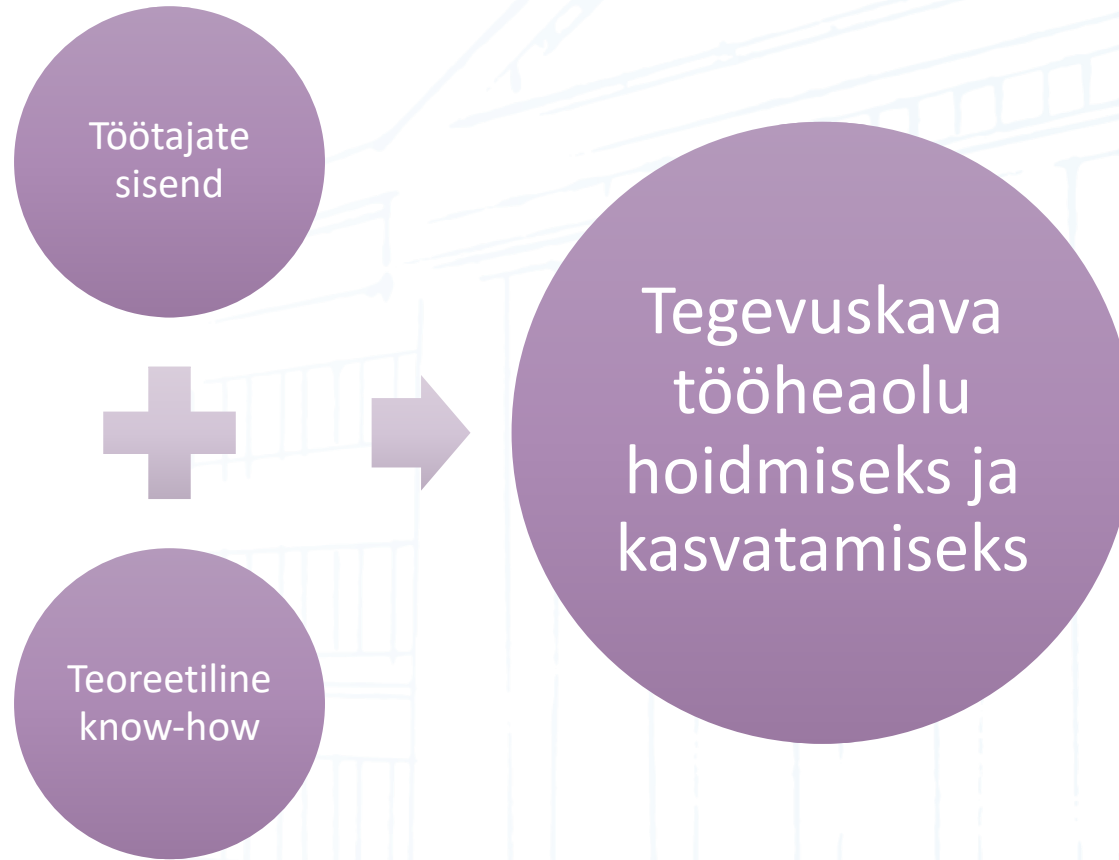 Töötajate
sisend
Teoreetiline
know-how
Tegevuskava
tööheaolu
hoidmiseks ja
kasvatamiseks